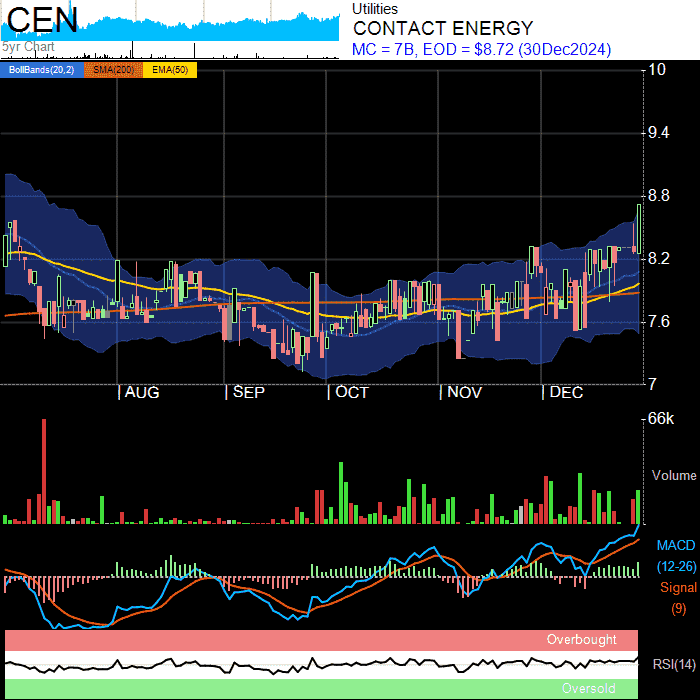 CEN
5yr Chart
Utilities
CONTACT ENERGY
MC = 7B, EOD = $8.72 (30Dec2024)
BollBands(20,2) SMA(200) EMA(50)
10
9.4
8.8
8.2
7.6
7
AUG SEP OCT NOV DEC
66k
Volume
MACD
(12-26)
Signal
(9)
Overbought
RSI(14)
Oversold